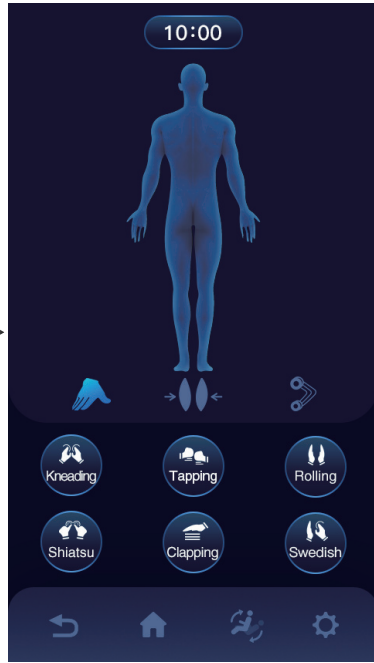 10:00
Kneading
Tapping
Rolling
Shiatsu
Clapping
Swedish